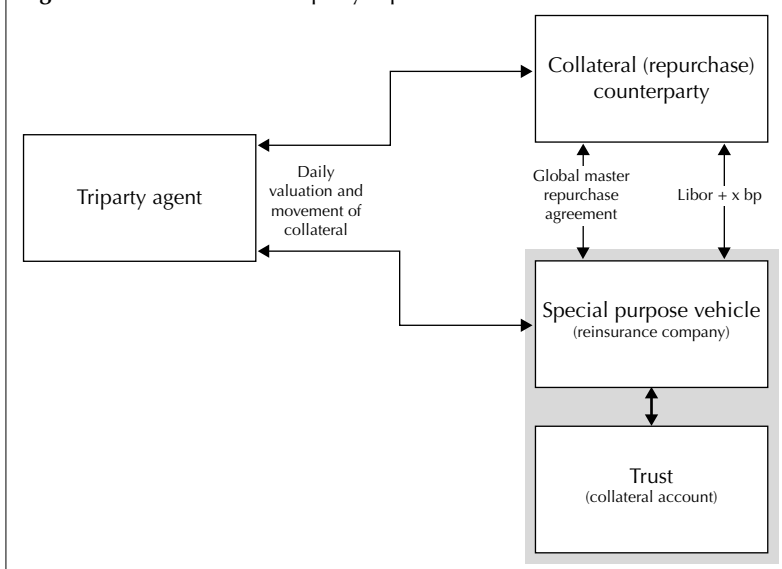 Collateral (repurchase)
counterparty
Triparty agent
Daily
valuation and
movement of
collateral
Global master
repurchase
agreement
Libor + x bp
Special purpose vehicle
(reinsurance company)
Trust
(collateral account)